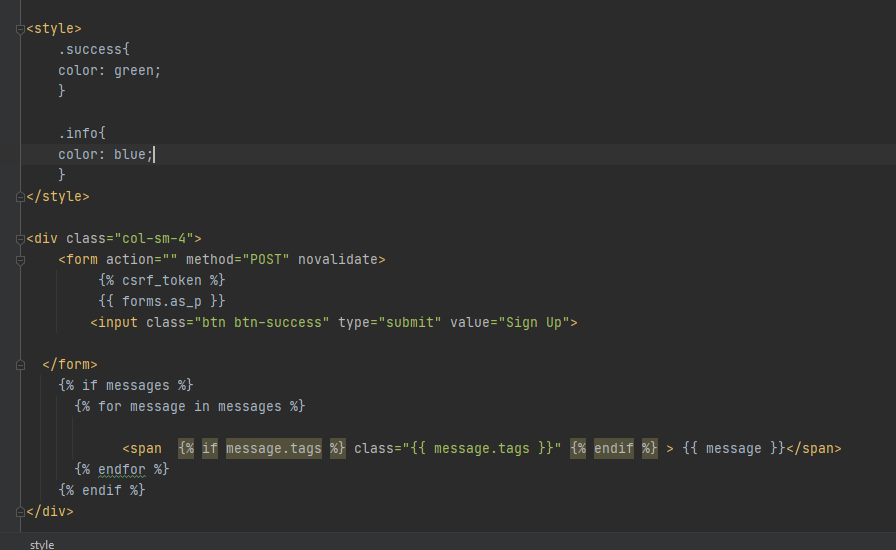 <style>
.success{
color: green;
}
.info{
color: blue;
}
</style>
<div class="col-sm-4">
<form action="" method="POST" novalidate>
{% csrf_token %}
{{ forms.as_p }}
<input class="btn btn-success" type="submit" value="Sign Up">
</form>
{% if messages %}
{% for message in messages %}
<span {% if message.tags %} class="{{ message.tags }}" {% endif %} > {{ message }}</span>
{% endfor %}
{% endif %}
</div>
style